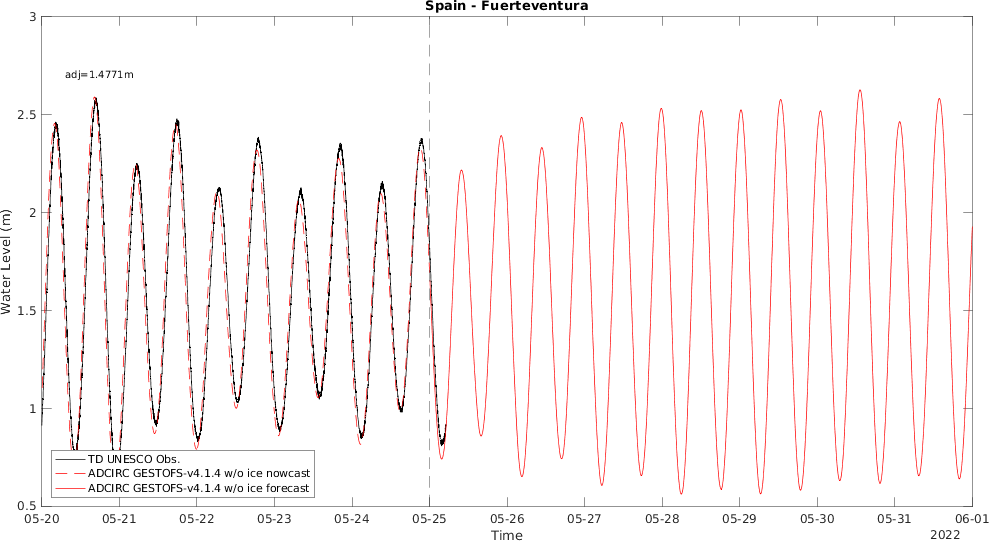 Spain - Fuerteventura
3
2.5
2
1.5
1
0.5
Water Level (m)
adj=1.4771m
TD UNESCO Obs.
ADCIRC GESTOFS-v4.1.4 w/o ice nowcast
ADCIRC GESTOFS-v4.1.4 w/o ice forecast
05-20 05-21 05-22 05-23 05-24 05-25 05-26 05-27 05-28 05-29 05-30 05-31 06-01
Time
2022